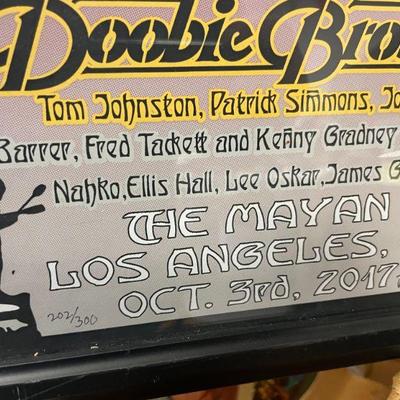 Doobie Bro
Tom Johnston, Patrick Simmons, Jo
Barrer, Fred Tackett and Kenny Gradney
Nahko, Ellis Hall, Lee Oskar, James G
THE MAYAN
LOS ANGELES,
OCT. 3rd, 2017
202/300